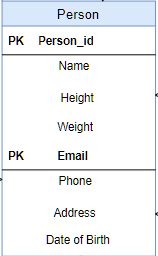 Person
PK Person_id
Name
Height
Weight
PK Email
Phone
Address
Date of Birth